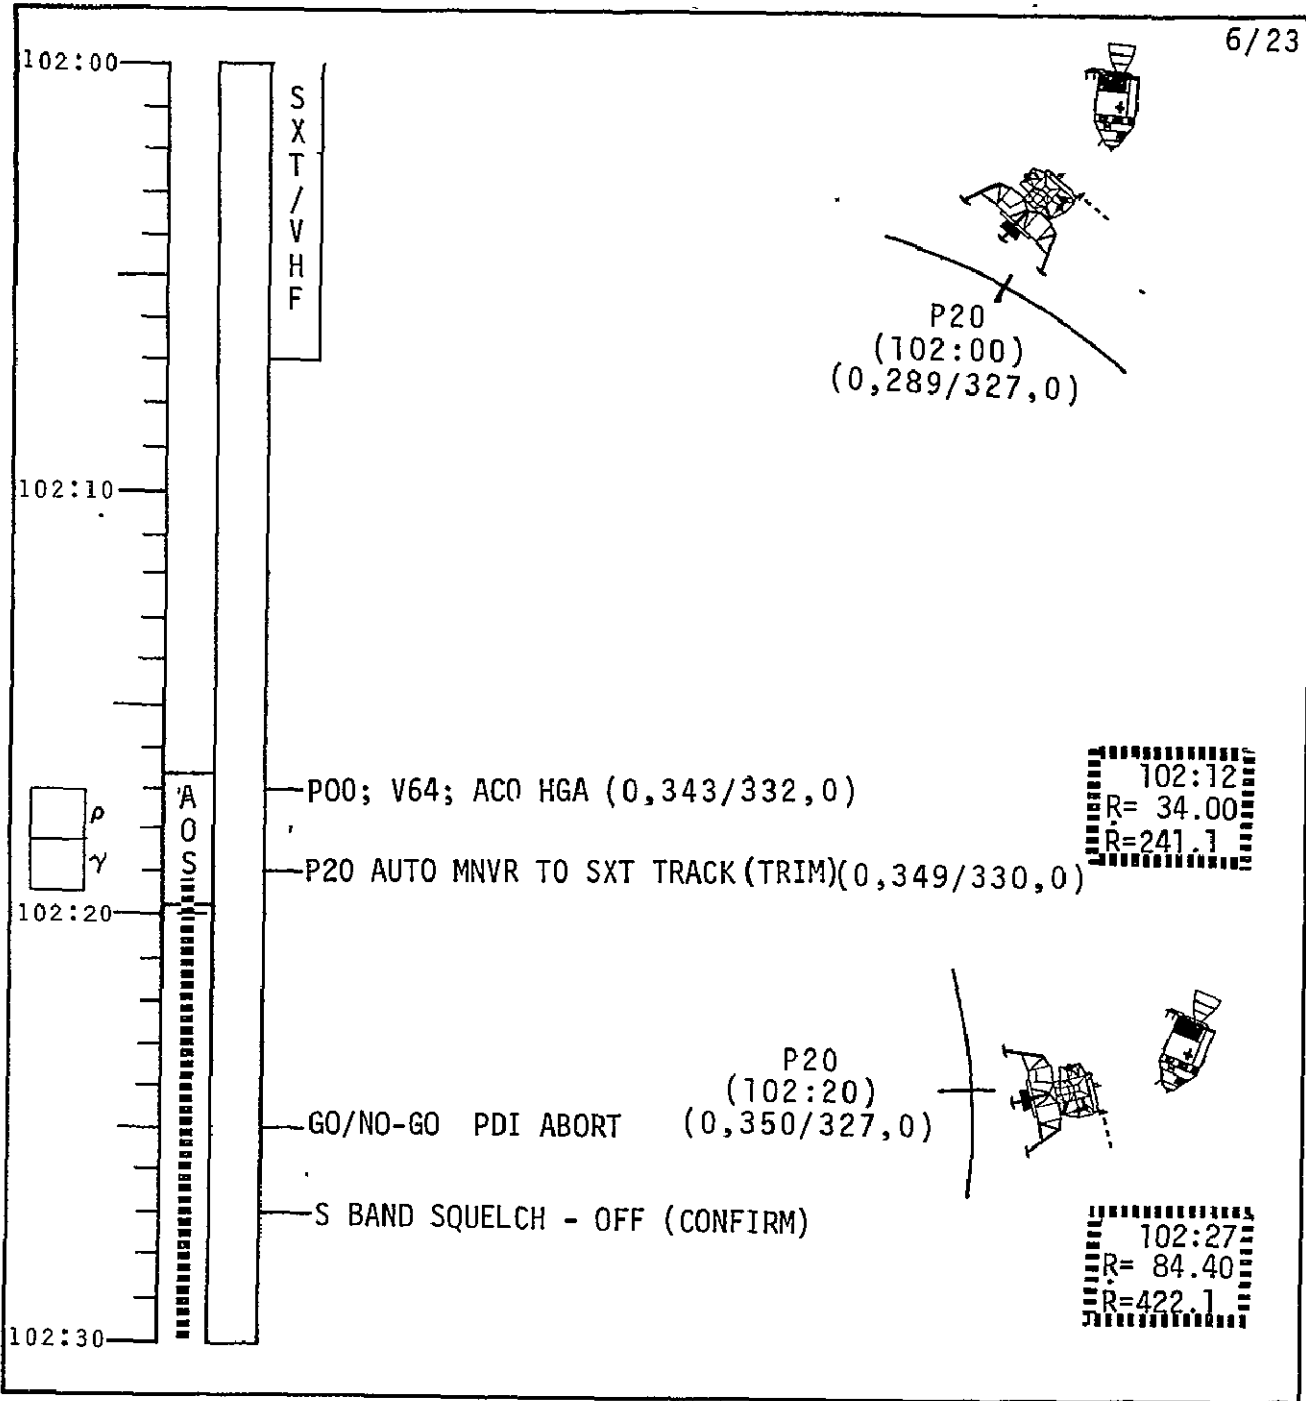 6/23
102:00
SXT/VHF
P20
(102:00)
(0,289/327,0)
102:10
AOS
P00; V64; ACQ HGA (0,343/332,0)
102:12
R= 34.00
Ṙ=241.1
ρ
γ
P20 AUTO MNVR TO SXT TRACK(TRIM)(0,349/330,0)
102:20
P20
(102:20)
(0,350/327,0)
GO/NO-GO PDI ABORT
S BAND SQUELCH - OFF (CONFIRM)
102:27
R= 84.40
Ṙ=422.1
102:30